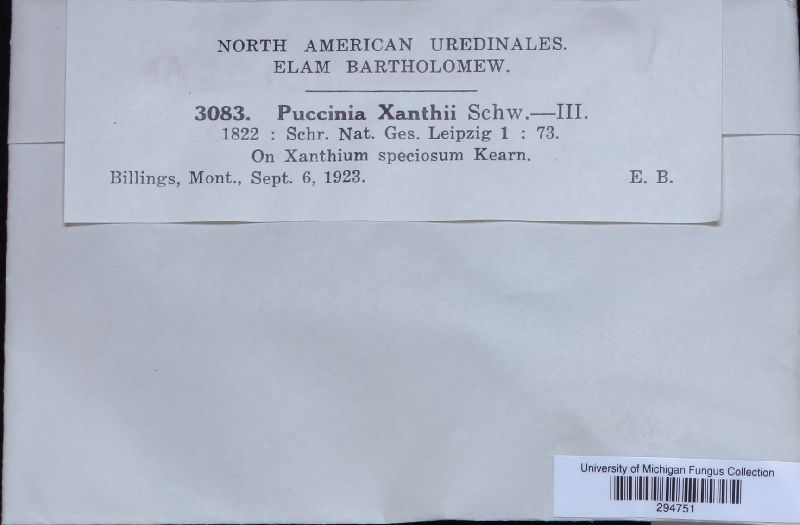 NORTH AMERICAN UREDINALES.
ELAM BARTHOLOMEW.
3083. Puccinia Xanthii Schw.—III.
1822 : Schr. Nat. Ges. Leipzig 1 : 73.
On Xanthium speciosum Kearn.
Billings, Mont., Sept. 6, 1923. E. B.
University of Michigan Fungus Collection
294751